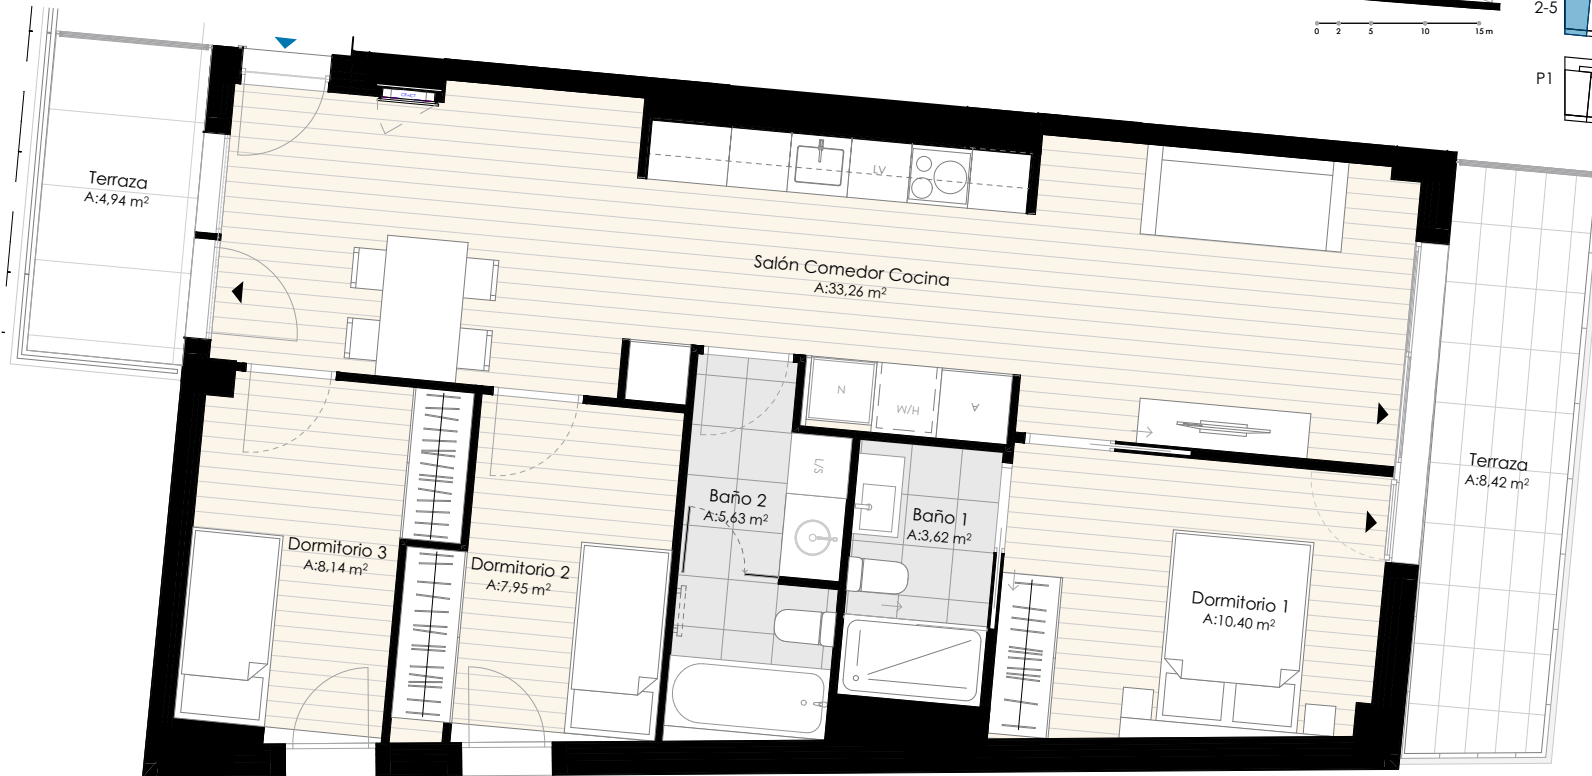 2-5
0 2 5 10 15 m
P1
Terraza
A:4,94 m²
LV
Salón Comedor Cocina
A:33,26 m²
N
H/M
A
L/S
Terraza
A:8,42 m²
Baño 2
A:5,63 m²
Baño 1
A:3,62 m²
Dormitorio 3
A:8,14 m²
Dormitorio 2
A:7,95 m²
Dormitorio 1
A:10,40 m²